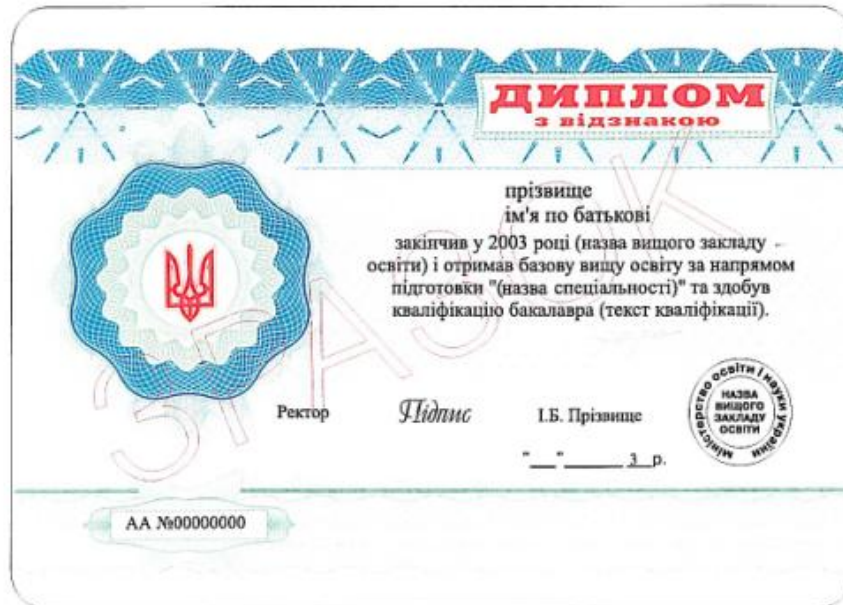 ДИПЛОМ
з відзнакою
прізвище
ім'я по батькові
закінчив у 2003 році (назва вищого закладу
освіти) і отримав базову вищу освіту за напрямом
підготовки "(назва спеціальності)" та здобув
кваліфікацію бакалавра (текст кваліфікації).
ЗРАЗОК
Ректор Підпис І.Б. Прізвище
"__"______3_р.
міністерство освіти і науки україни
НАЗВА
ВИЩОГО
ЗАКЛАДУ
ОСВІТИ
АА №00000000